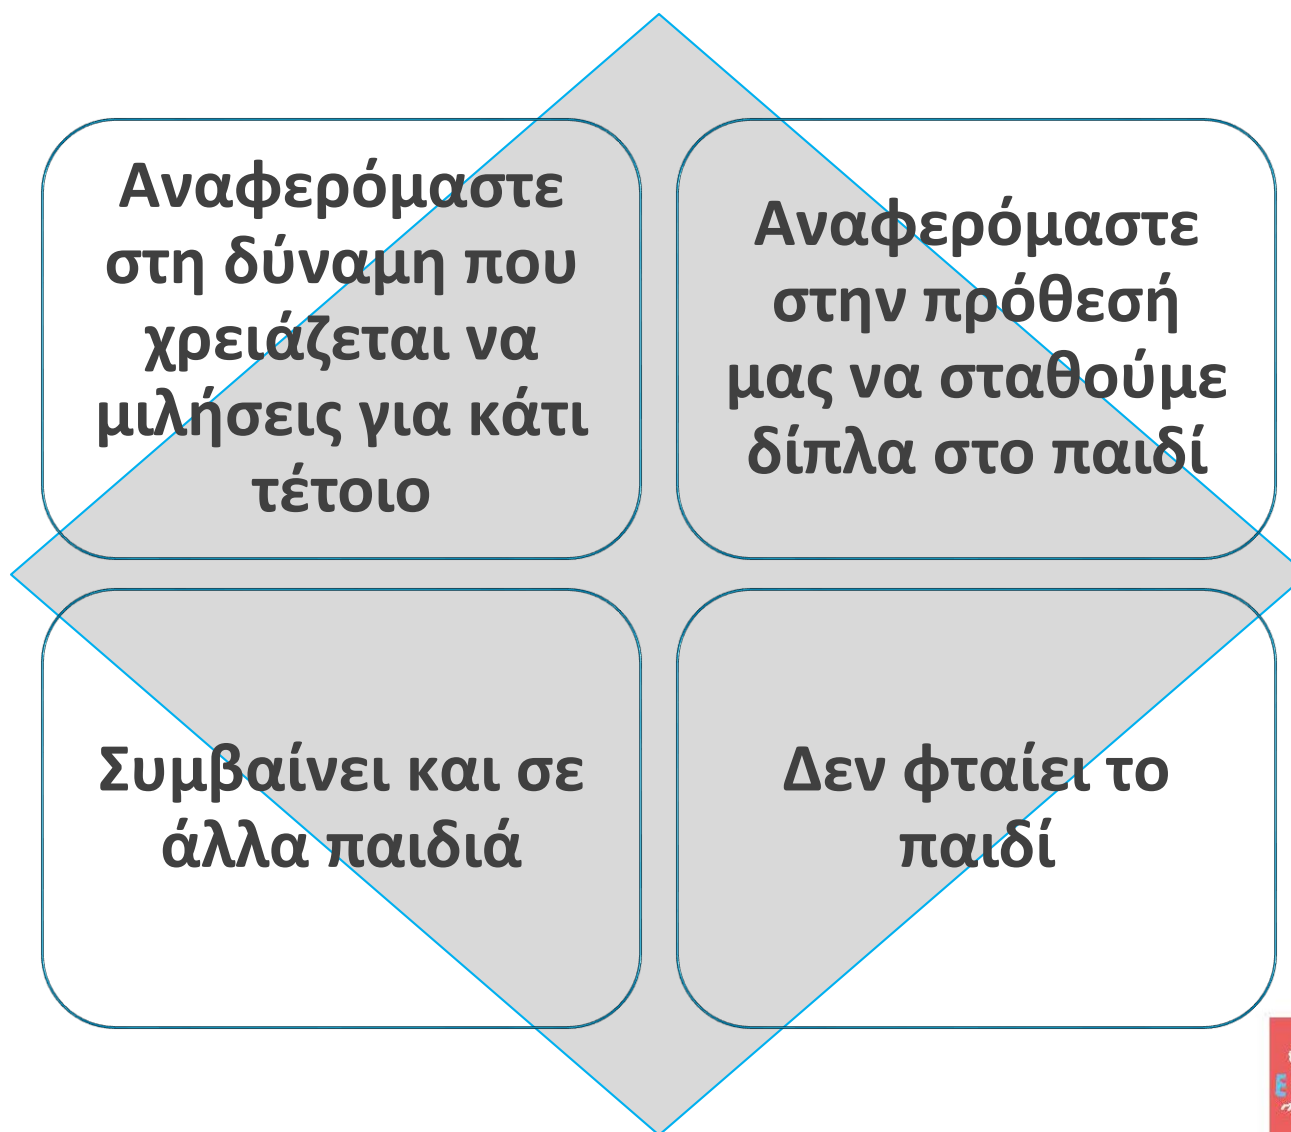 Αναφερόμαστε
στη δύναμη που
χρειάζεται να
μιλήσεις για κάτι
τέτοιο
Αναφερόμαστε
στην πρόθεσή
μας να σταθούμε
δίπλα στο παιδί
Συμβαίνει και σε
άλλα παιδιά
Δεν φταίει το
παιδί